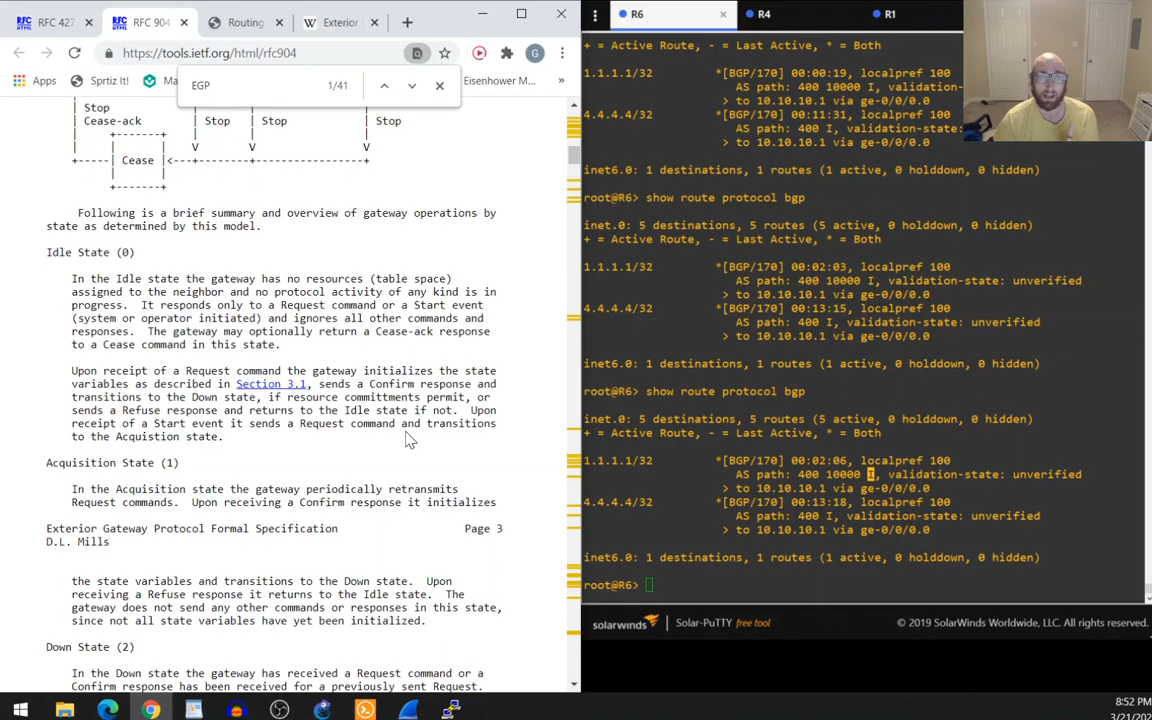 RFC 427
RFC 904
Routing
Exterior
https://tools.ietf.org/html/rfc904
G
Apps
Sprtiz It!
Ma
EGP
1/41
Eisenhower M...
Stop
Cease-ack
Stop
Stop
Stop
+-------+
V V V
+-----| Cease |<---+--------+---------------+
+-------+
Following is a brief summary and overview of gateway operations by
state as determined by this model.
Idle State (0)
In the Idle state the gateway has no resources (table space)
assigned to the neighbor and no protocol activity of any kind is in
progress.  It responds only to a Request command or a Start event
(system or operator initiated) and ignores all other commands and
responses.  The gateway may optionally return a Cease-ack response
to a Cease command in this state.
Upon receipt of a Request command the gateway initializes the state
variables as described in Section 3.1, sends a Confirm response and
transitions to the Down state, if resource committments permit, or
sends a Refuse response and returns to the Idle state if not.  Upon
receipt of a Start event it sends a Request command and transitions
to the Acquistion state.
Acquisition State (1)
In the Acquisition state the gateway periodically retransmits
Request commands.  Upon receiving a Confirm response it initializes
Exterior Gateway Protocol Formal Specification Page 3
D.L. Mills
the state variables and transitions to the Down state.  Upon
receiving a Refuse response it returns to the Idle state.  The
gateway does not send any other commands or responses in this state,
since not all state variables have yet been initialized.
Down State (2)
In the Down state the gateway has received a Request command or a
Confirm response has been received for a previously sent Request.
R6
R4
R1
+ = Active Route, - = Last Active, * = Both
1.1.1.1/32 *[BGP/170] 00:00:19, localpref 100
AS path: 400 10000 I, validation-
> to 10.10.10.1 via ge-0/0/0.0
4.4.4.4/32 *[BGP/170] 00:11:31, localpref 100
AS path: 400 I, validation-state:
> to 10.10.10.1 via ge-0/0/0.0
inet6.0: 1 destinations, 1 routes (1 active, 0 holddown, 0 hidden)
root@R6> show route protocol bgp
inet.0: 5 destinations, 5 routes (5 active, 0 holddown, 0 hidden)
+ = Active Route, - = Last Active, * = Both
1.1.1.1/32 *[BGP/170] 00:02:03, localpref 100
AS path: 400 10000 I, validation-state: unverified
> to 10.10.10.1 via ge-0/0/0.0
4.4.4.4/32 *[BGP/170] 00:13:15, localpref 100
AS path: 400 I, validation-state: unverified
> to 10.10.10.1 via ge-0/0/0.0
inet6.0: 1 destinations, 1 routes (1 active, 0 holddown, 0 hidden)
root@R6> show route protocol bgp
inet.0: 5 destinations, 5 routes (5 active, 0 holddown, 0 hidden)
+ = Active Route, - = Last Active, * = Both
1.1.1.1/32 *[BGP/170] 00:02:06, localpref 100
AS path: 400 10000 I, validation-state: unverified
> to 10.10.10.1 via ge-0/0/0.0
4.4.4.4/32 *[BGP/170] 00:13:18, localpref 100
AS path: 400 I, validation-state: unverified
> to 10.10.10.1 via ge-0/0/0.0
inet6.0: 1 destinations, 1 routes (1 active, 0 holddown, 0 hidden)
root@R6>
solarwinds Solar-PuTTY free tool © 2019 SolarWinds Worldwide, LLC. All rights reserved.
8:52 PM
3/21/20